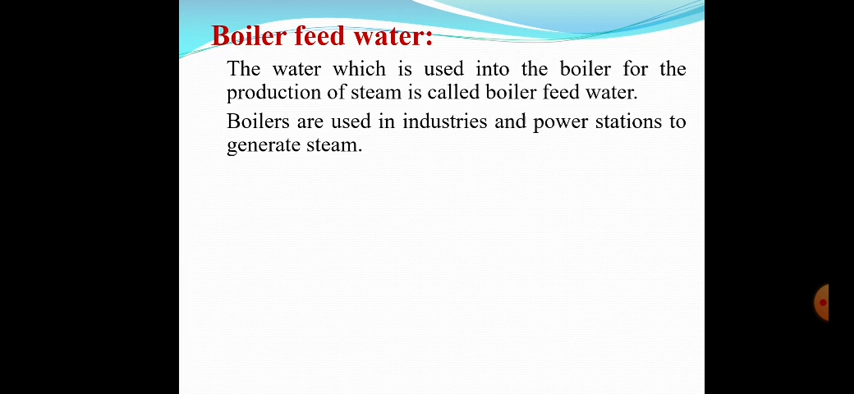 Boiler feed water:
The water which is used into the boiler for the
production of steam is called boiler feed water.
Boilers are used in industries and power stations to
generate steam.